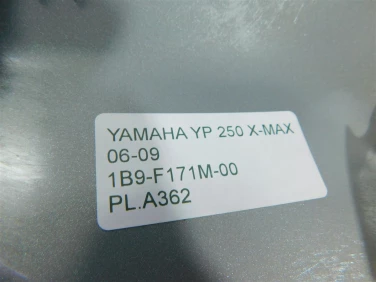 YAMAHA YP 250 X-MAX
06-09
1B9-F171M-00
PL.A362